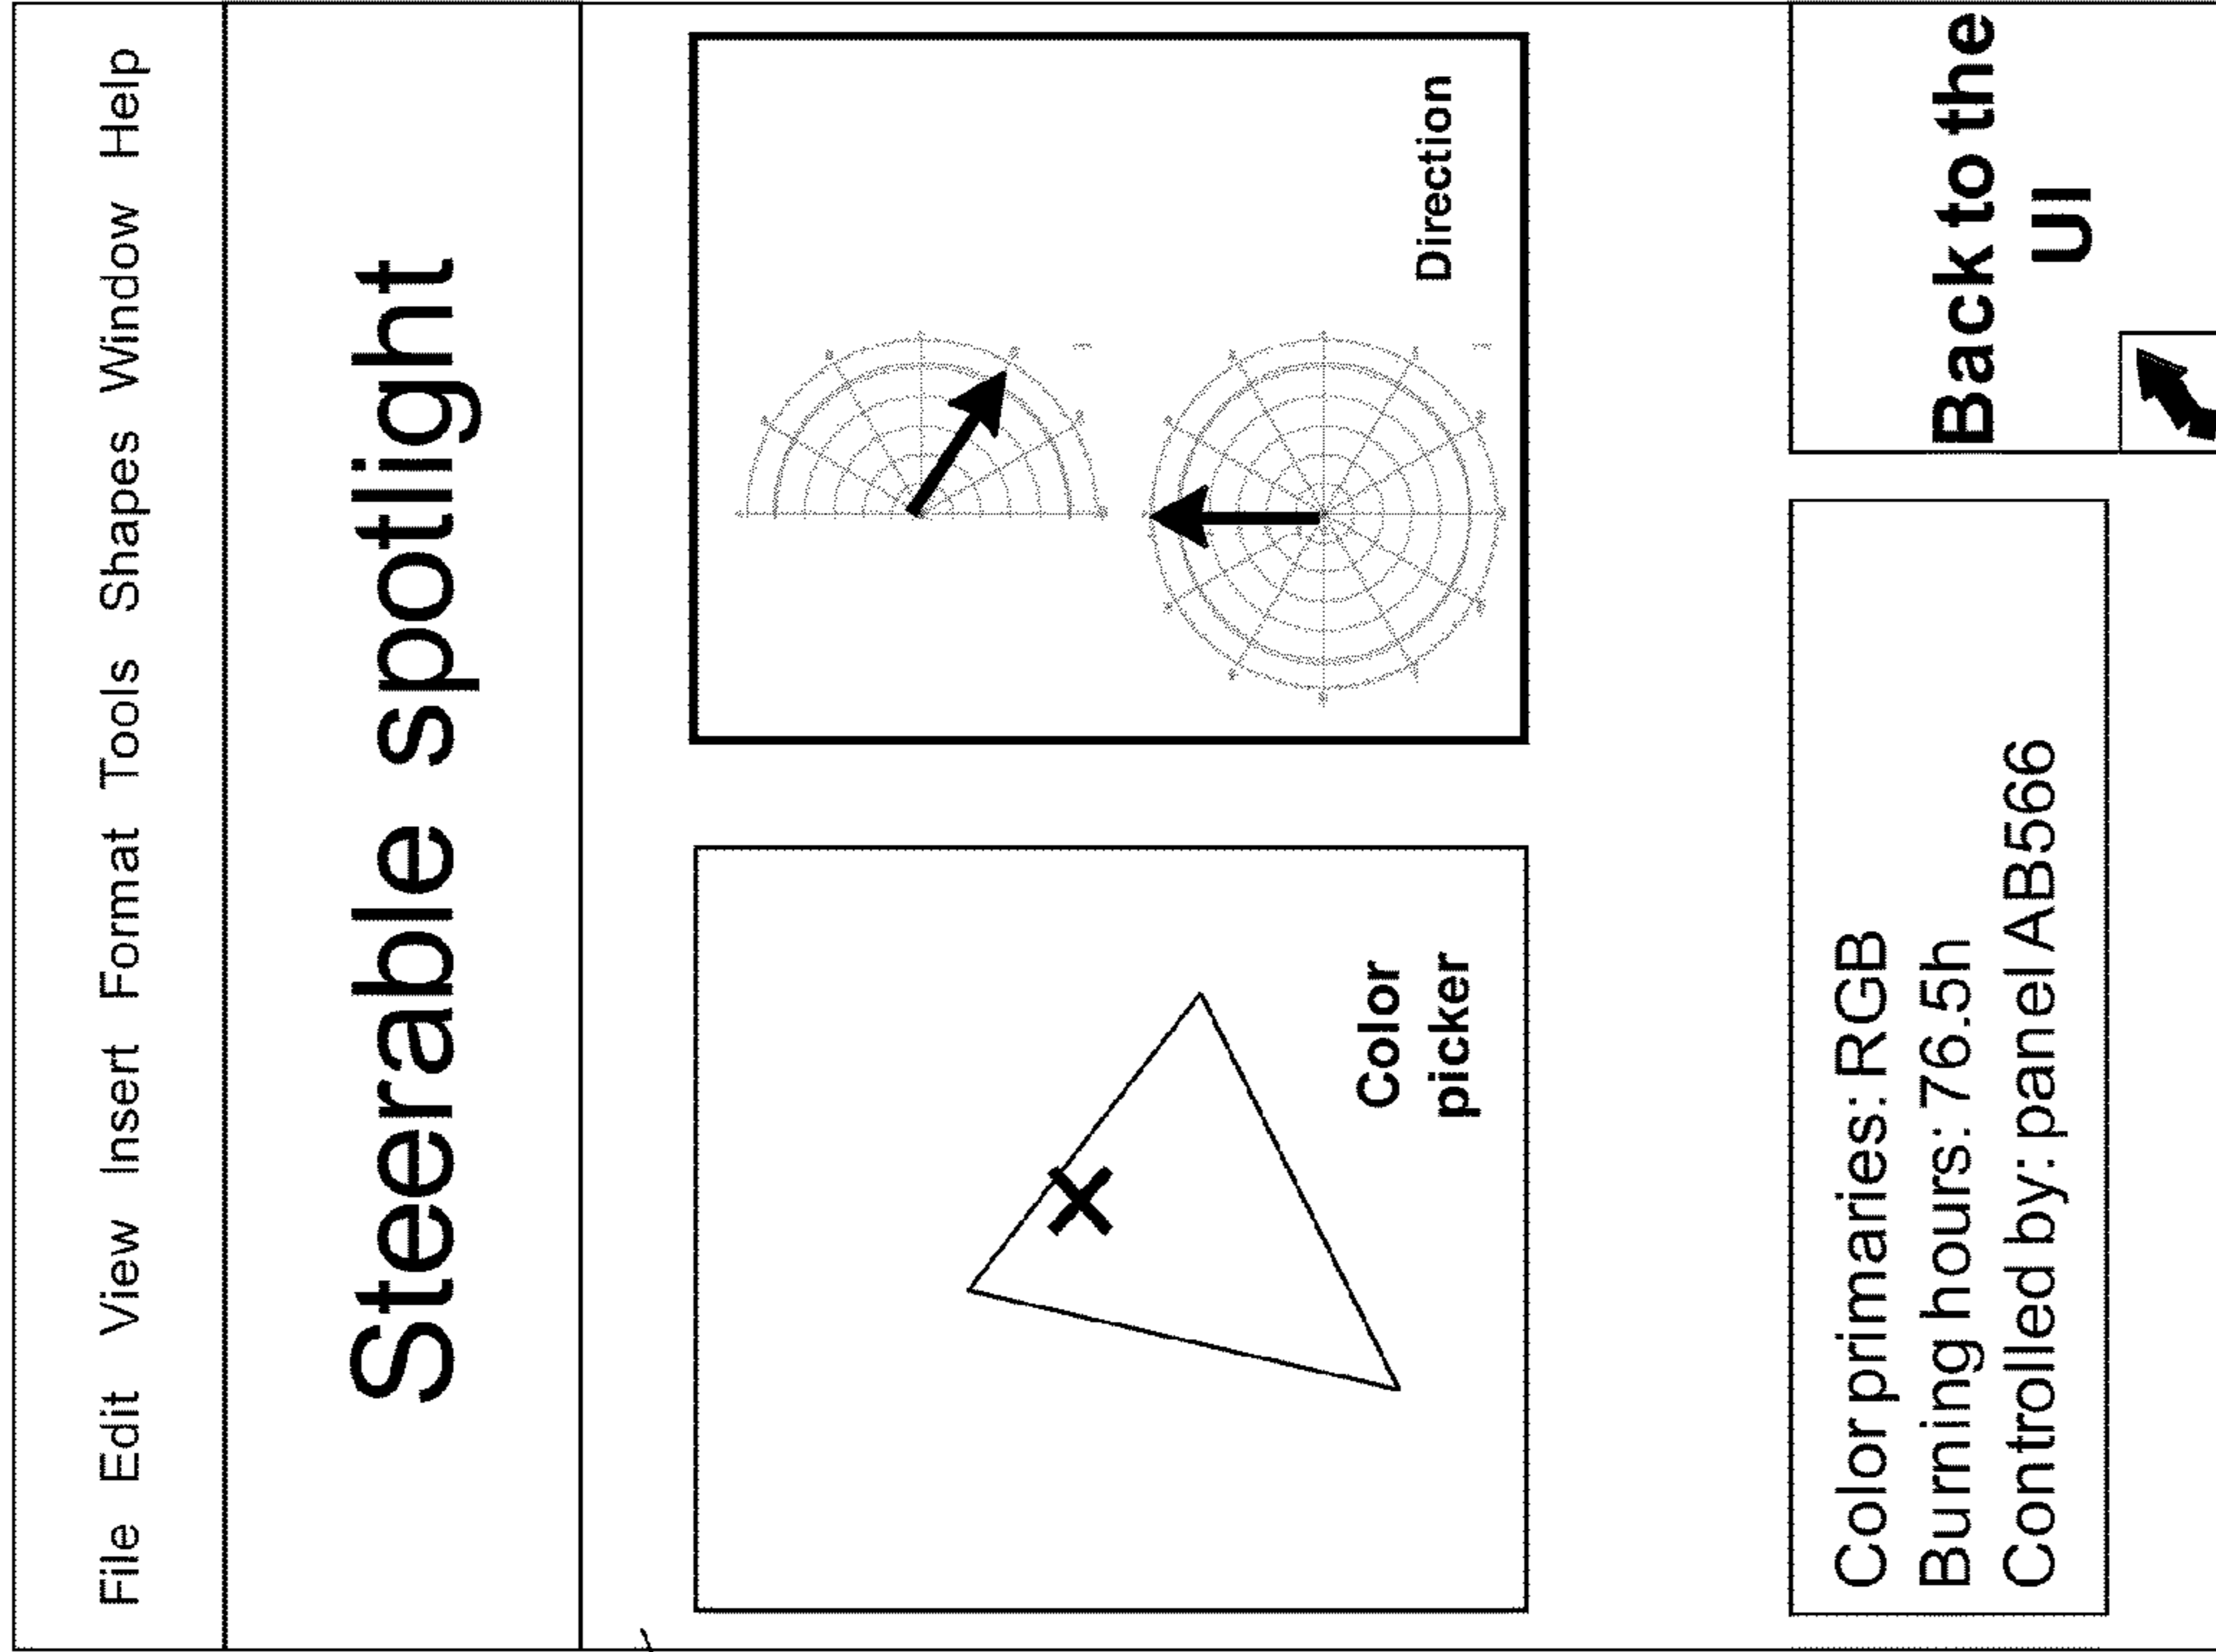 File Edit View Insert Format Tools Shapes Window Help
Steerable spotlight
Color
picker
Direction
Color primaries: RGB
Burning hours: 76.5h
Controlled by: panel AB566
Back to the
UI